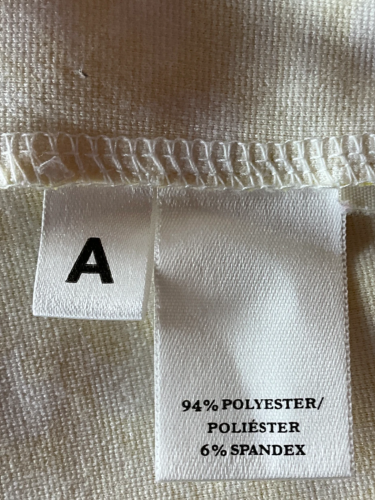 A
94% POLYESTER/
POLIÉSTER
6% SPANDEX